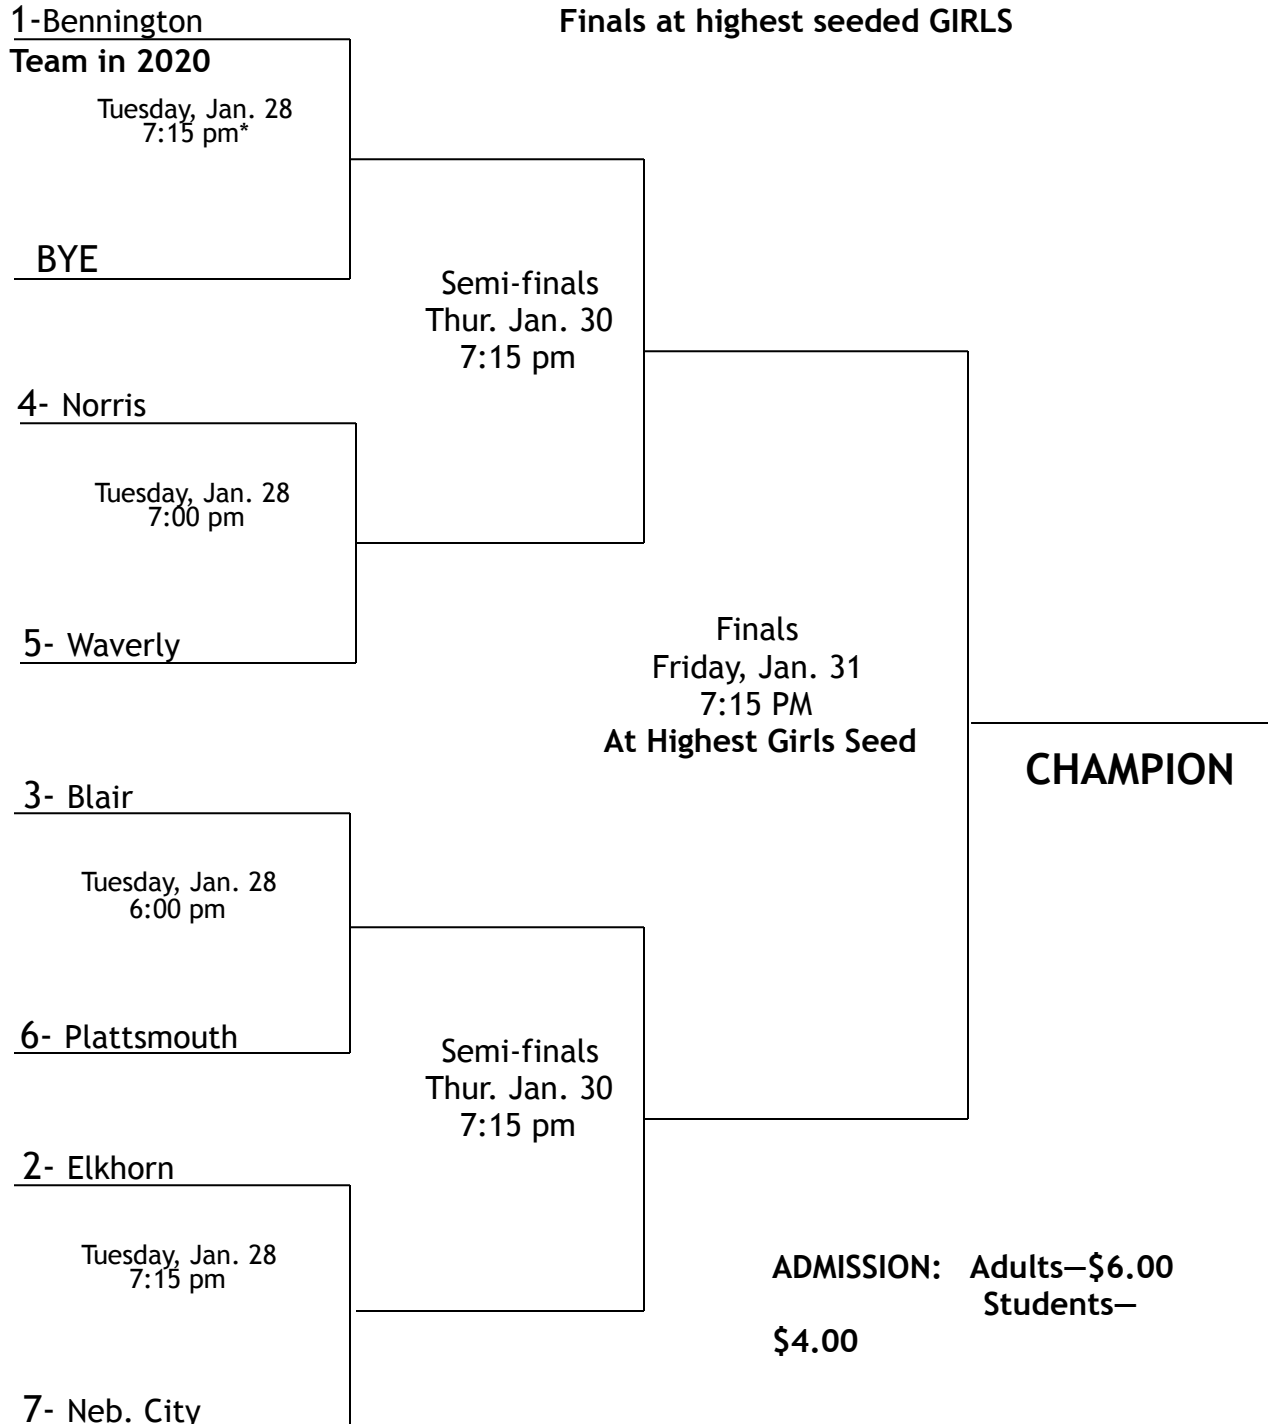 1-Bennington
Finals at highest seeded GIRLS
Team in 2020
Tuesday, Jan. 28
7:15 pm*
BYE
Semi-finals
Thur. Jan. 30
7:15 pm
4- Norris
Tuesday, Jan. 28
7:00 pm
5- Waverly
Finals
Friday, Jan. 31
7:15 PM
At Highest Girls Seed
CHAMPION
3- Blair
Tuesday, Jan. 28
6:00 pm
6- Plattsmouth
Semi-finals
Thur. Jan. 30
7:15 pm
2- Elkhorn
Tuesday, Jan. 28
7:15 pm
ADMISSION: Adults—$6.00
Students—
$4.00
7- Neb. City